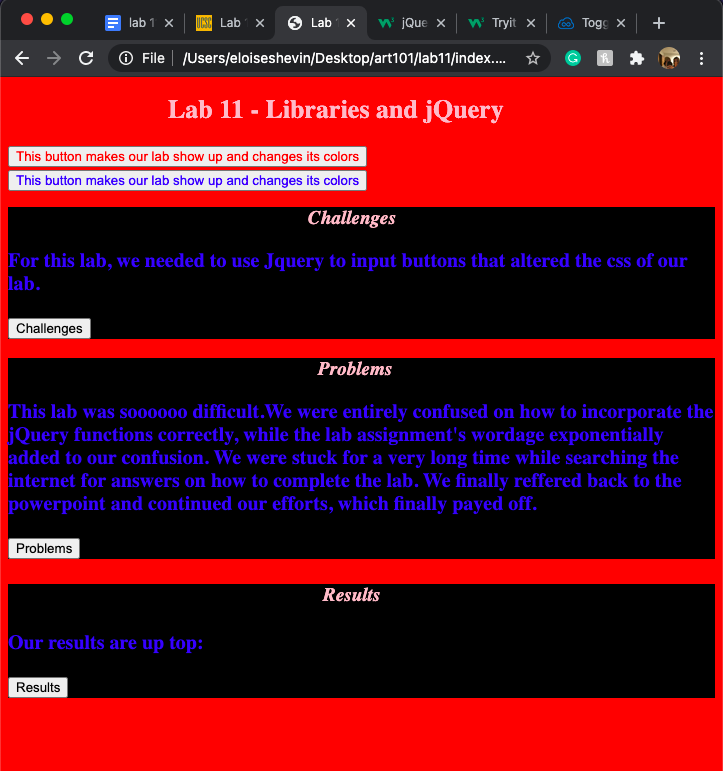 lab 1
UCSC
Lab
Lab
jQue
Tryit
Togg
File
/Users/eloiseshevin/Desktop/art101/lab11/index....
Lab 11 - Libraries and jQuery
This button makes our lab show up and changes its colors
This button makes our lab show up and changes its colors
Challenges
For this lab, we needed to use Jquery to input buttons that altered the css of our
lab.
Challenges
Problems
This lab was soooooo difficult.We were entirely confused on how to incorporate the
jQuery functions correctly, while the lab assignment's wordage exponentially
added to our confusion. We were stuck for a very long time while searching the
internet for answers on how to complete the lab. We finally reffered back to the
powerpoint and continued our efforts, which finally payed off.
Problems
Results
Our results are up top:
Results